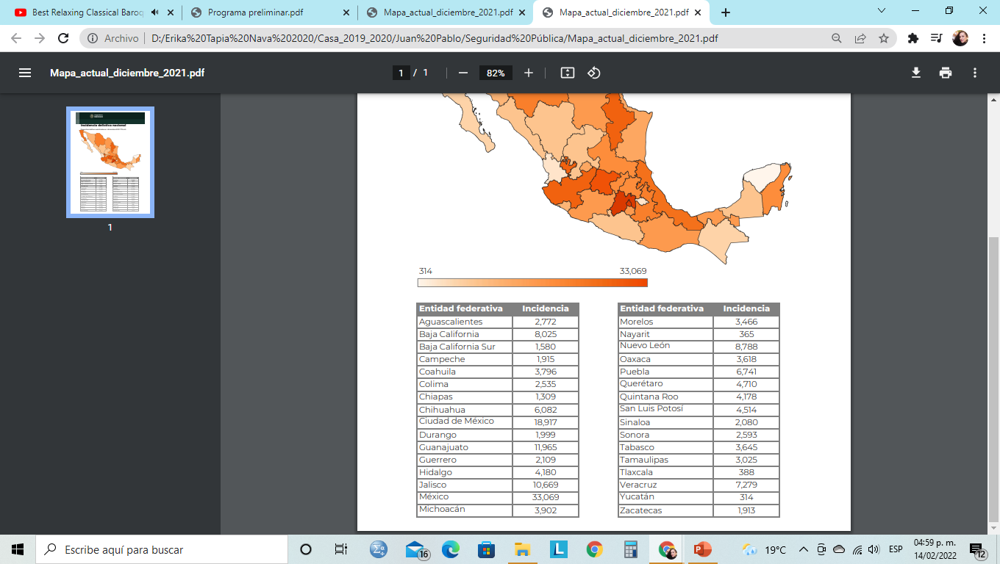 Best Relaxing Classical Baroq
Programa preliminar.pdf
Mapa_actual_diciembre_2021.pdf
Mapa_actual_diciembre_2021.pdf
Archivo
D:/Erika%20Tapia%20Nava%202020/Casa_2019_2020/Juan%20Pablo/Seguridad%20Pública/Mapa_actual_diciembre_2021.pdf
Mapa_actual_diciembre_2021.pdf
1 / 1
82%
Incidencia delictiva nacional
1
314
33,069
Entidad federativa Incidencia
Aguascalientes 2,772
Baja California 8,025
Baja California Sur 1,580
Campeche 1,915
Coahuila 3,796
Colima 2,535
Chiapas 1,309
Chihuahua 6,082
Ciudad de México 18,917
Durango 1,999
Guanajuato 11,965
Guerrero 2,109
Hidalgo 4,180
Jalisco 10,669
México 33,069
Michoacán 3,902
Entidad federativa Incidencia
Morelos 3,466
Nayarit 365
Nuevo León 8,788
Oaxaca 3,618
Puebla 6,741
Querétaro 4,710
Quintana Roo 4,178
San Luis Potosí 4,514
Sinaloa 2,080
Sonora 2,593
Tabasco 3,645
Tamaulipas 3,025
Tlaxcala 388
Veracruz 7,279
Yucatán 314
Zacatecas 1,913
Escribe aquí para buscar
16
L
19°C
ESP
04:59 p. m.
14/02/2022
12